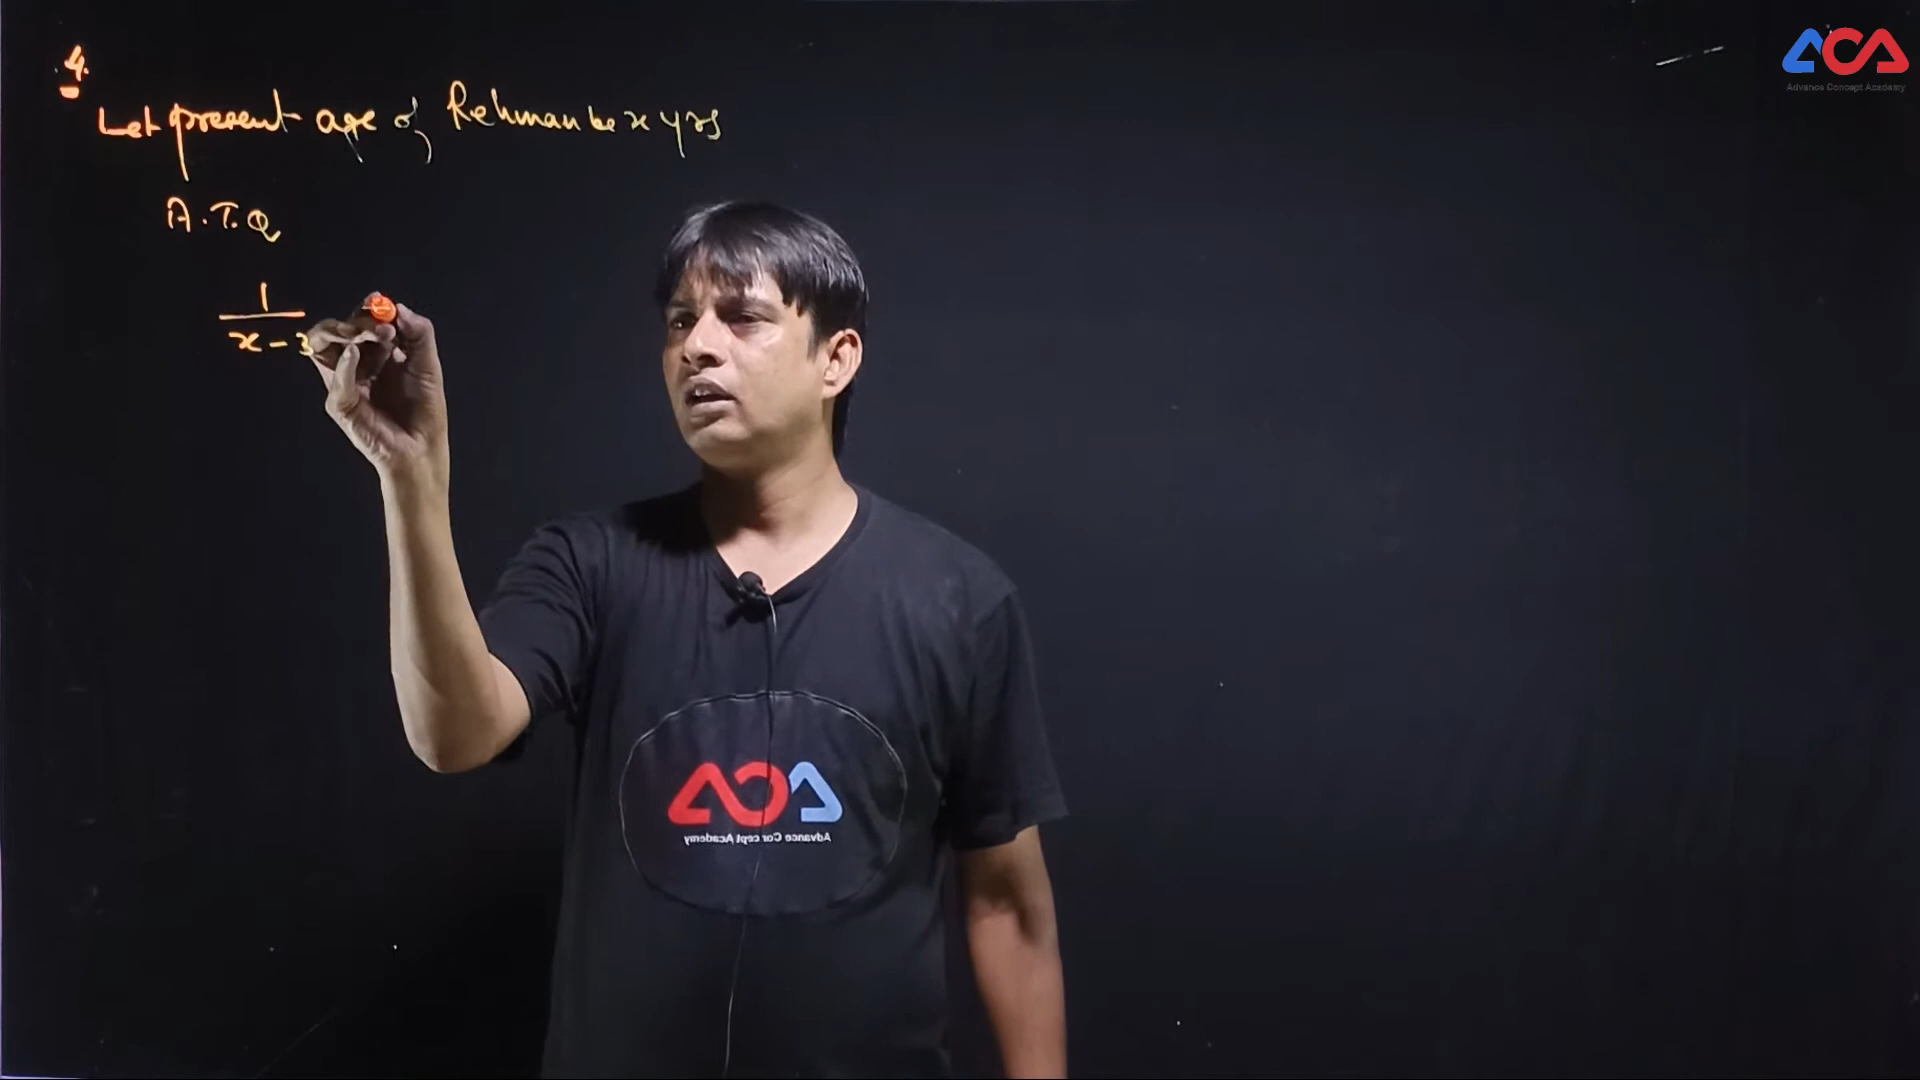 4.
Let present age of Rehman be x yrs
A.T.Q
1
x - 3
ACA
Advance Concept Academy
ACA
Advance Concept Academy